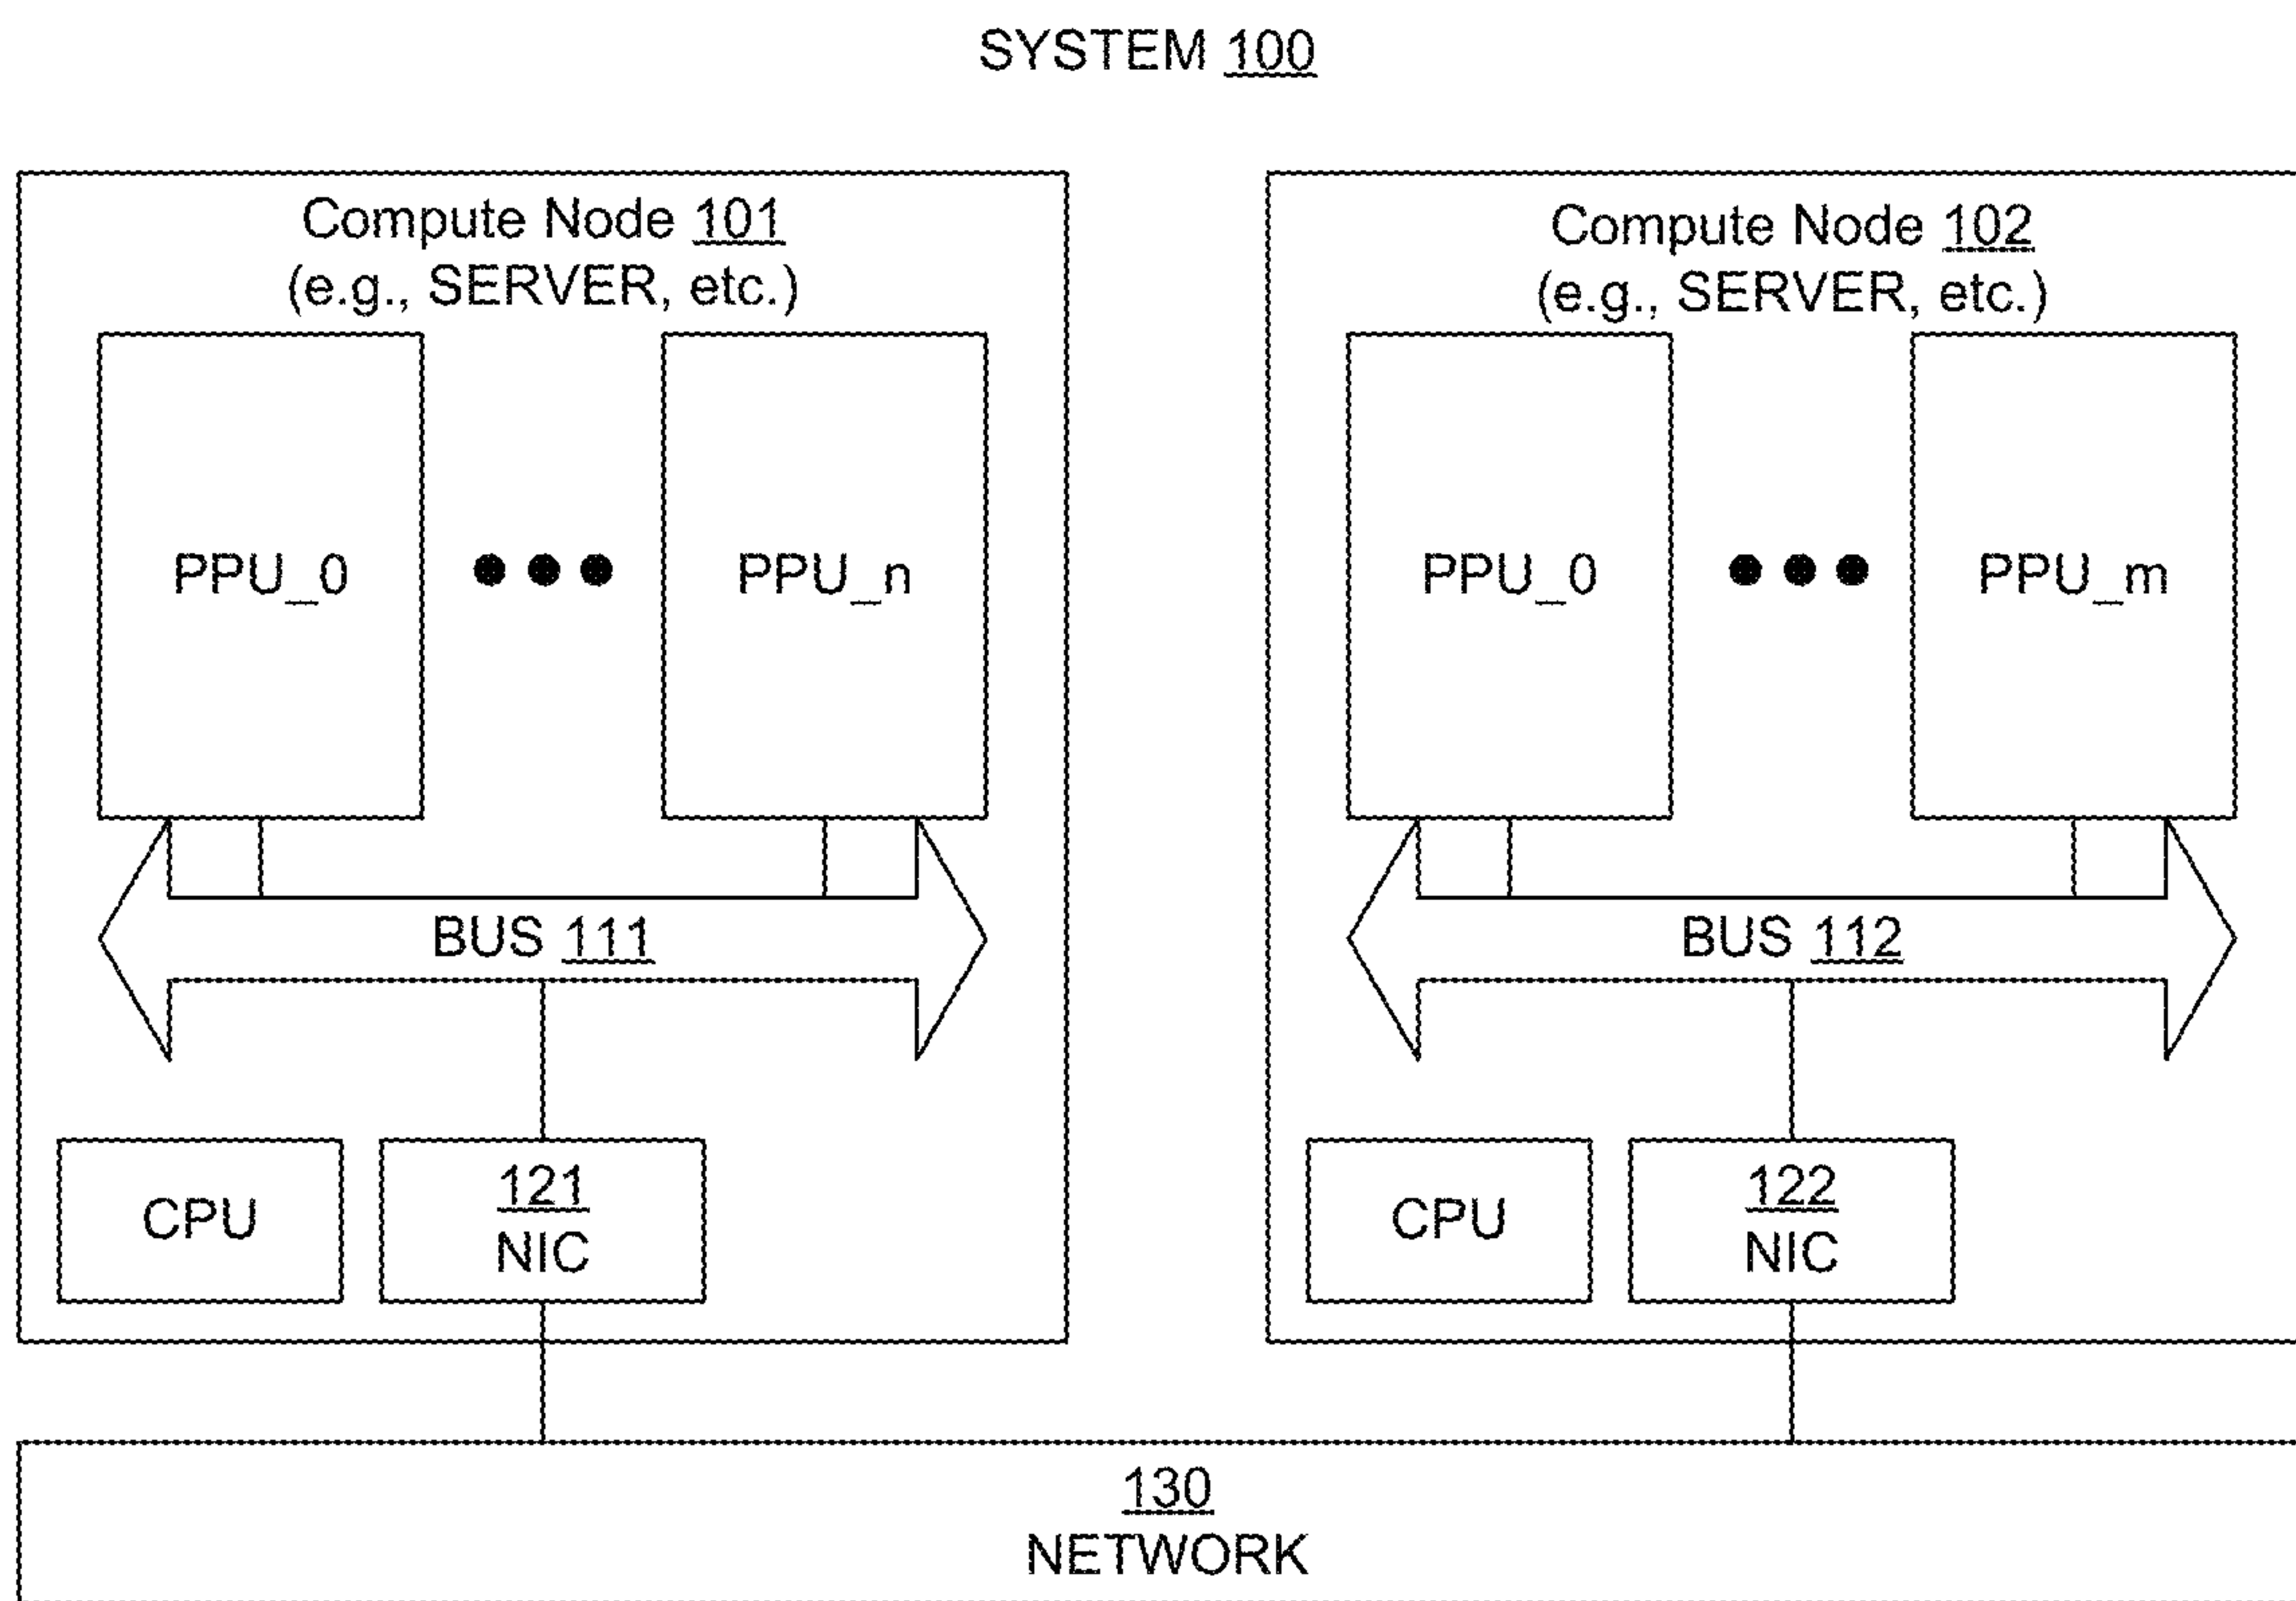 SYSTEM 100
Compute Node 101
(e.g., SERVER, etc.)
PPU_0
PPU_n
BUS 111
CPU
121
NIC
Compute Node 102
(e.g., SERVER, etc.)
PPU_0
PPU_m
BUS 112
CPU
122
NIC
130
NETWORK